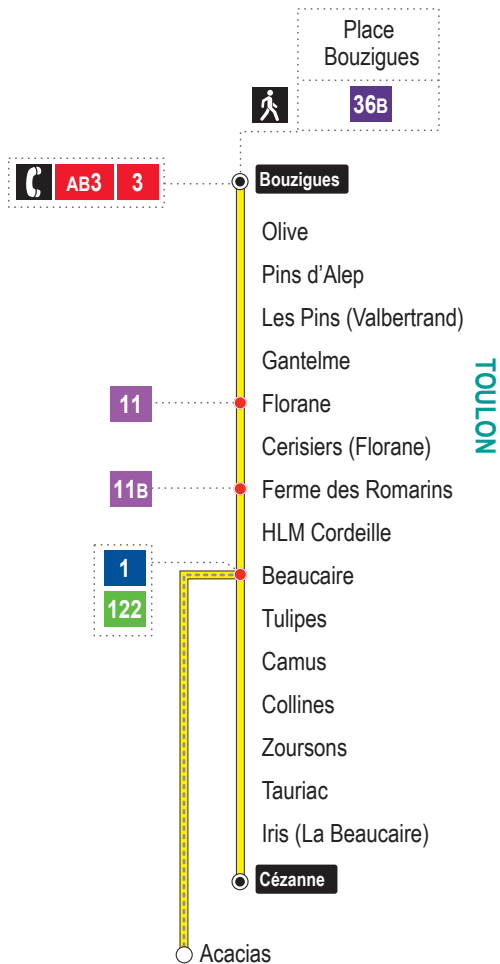 Place
Bouzigues
36B
AB3 3
Bouzigues
Olive
Pins d'Alep
Les Pins (Valbertrand)
Gantelme
TOULON
11
Florane
Cerisiers (Florane)
11B
Ferme des Romarins
HLM Cordeille
1
Beaucaire
122
Tulipes
Camus
Collines
Zoursons
Tauriac
Iris (La Beaucaire)
Cézanne
Acacias